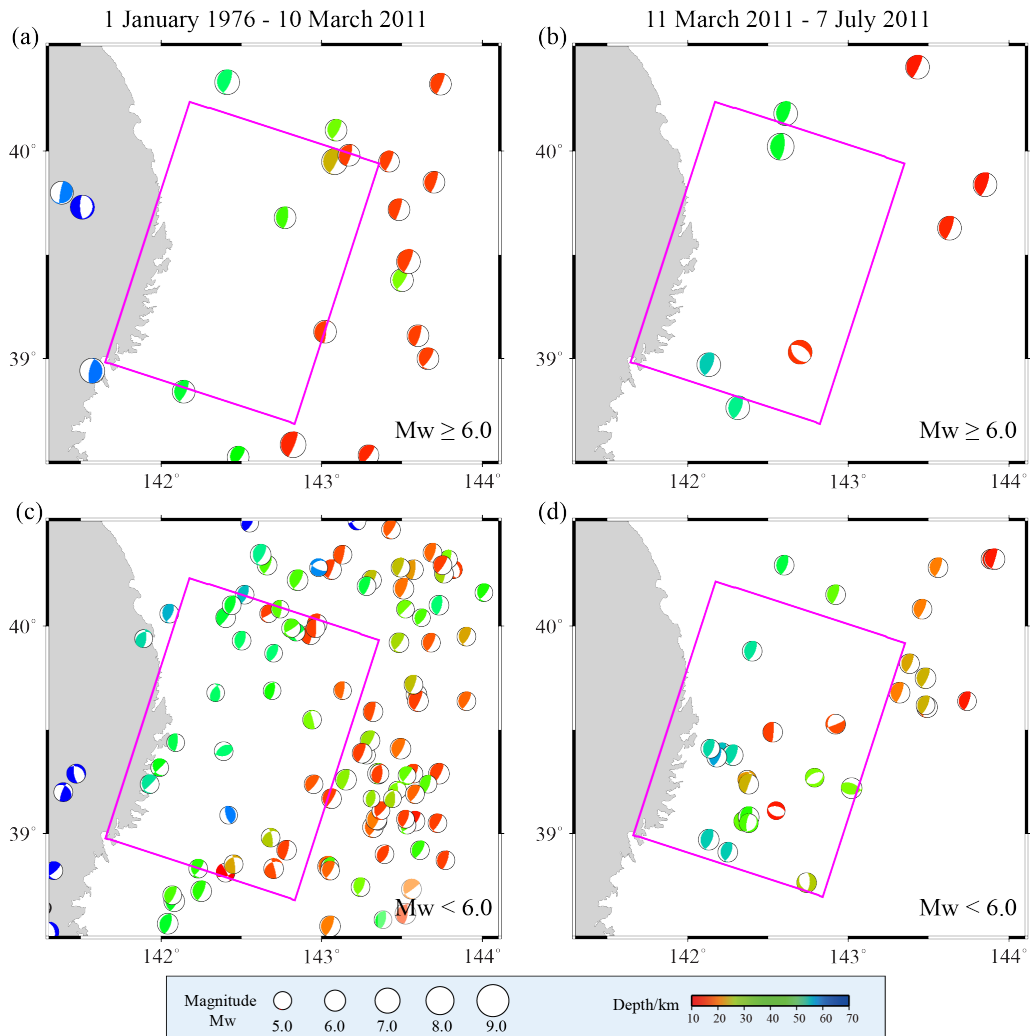 1 January 1976 - 10 March 2011
11 March 2011 - 7 July 2011
(a)
(b)
40°
40°
39°
39°
Mw ≥ 6.0
Mw ≥ 6.0
142°
143°
144°
142°
143°
144°
(c)
(d)
40°
40°
39°
39°
Mw < 6.0
Mw < 6.0
142°
143°
144°
142°
143°
144°
Magnitude
Mw
5.0
6.0
7.0
8.0
9.0
Depth/km
10 20 30 40 50 60 70